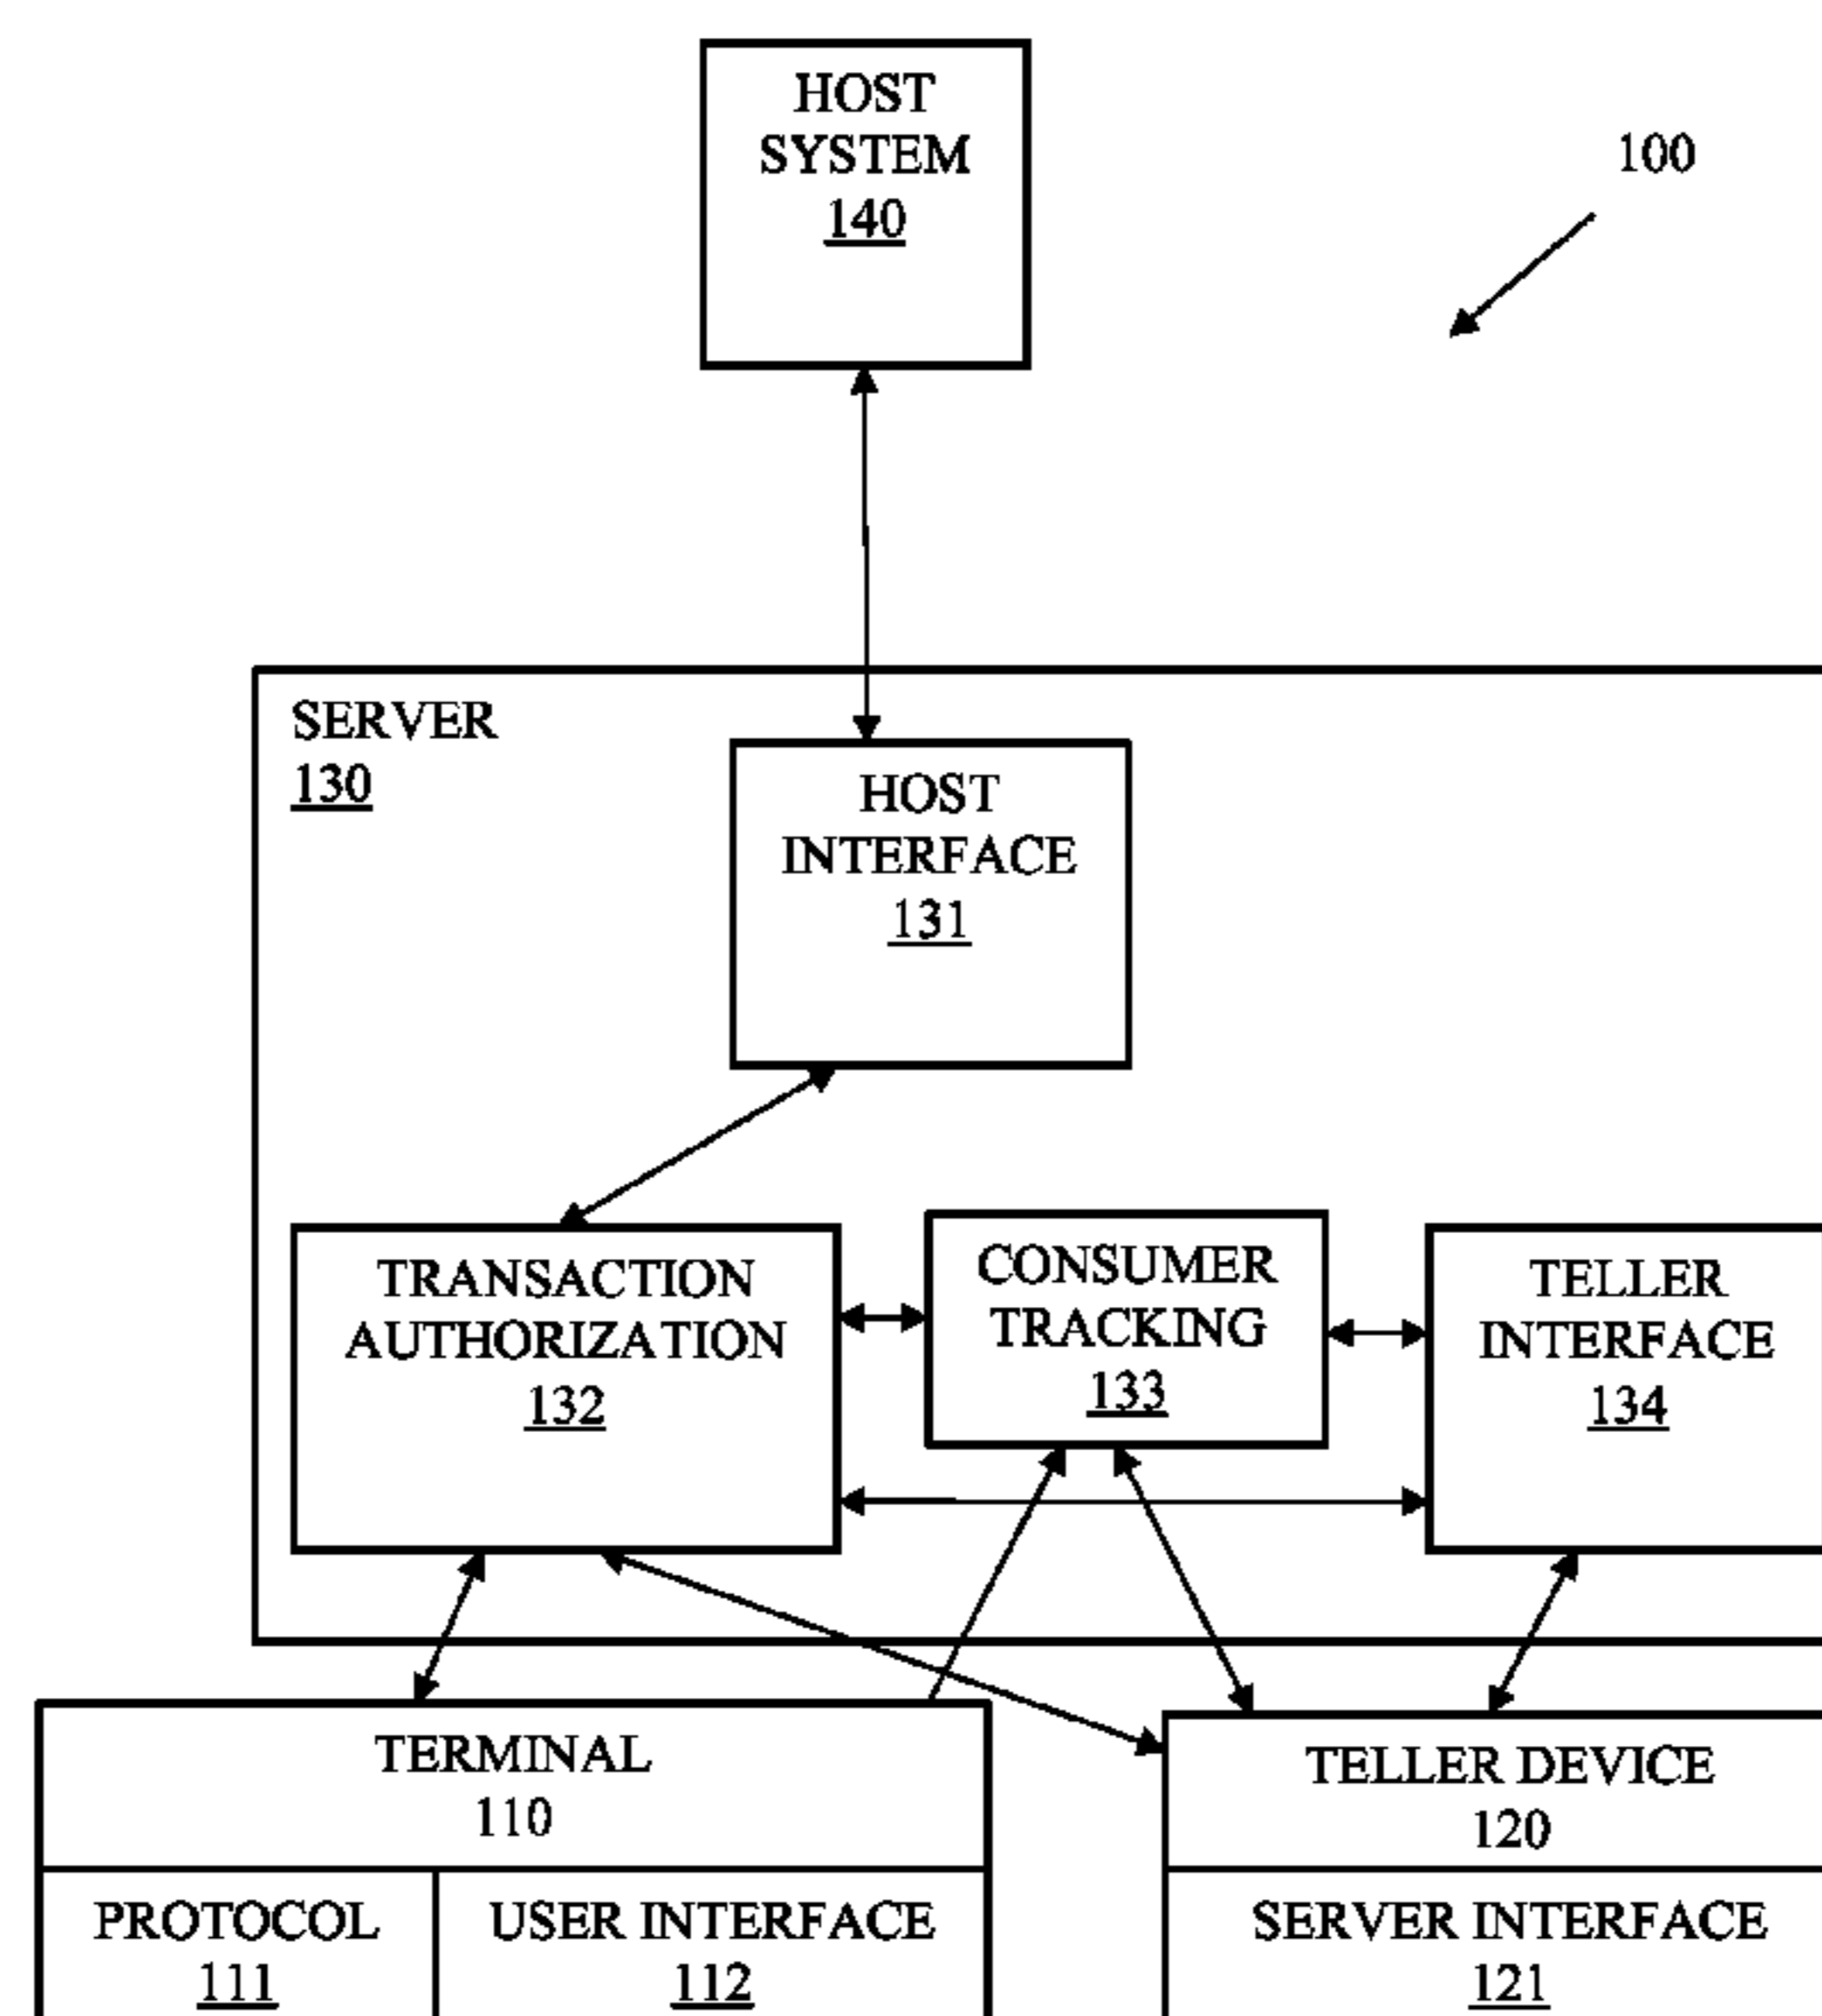 HOST
SYSTEM
140
100
SERVER
130
HOST
INTERFACE
131
TRANSACTION
AUTHORIZATION
132
CONSUMER
TRACKING
133
TELLER
INTERFACE
134
TERMINAL
110
TELLER DEVICE
120
PROTOCOL
111
USER INTERFACE
112
SERVER INTERFACE
121